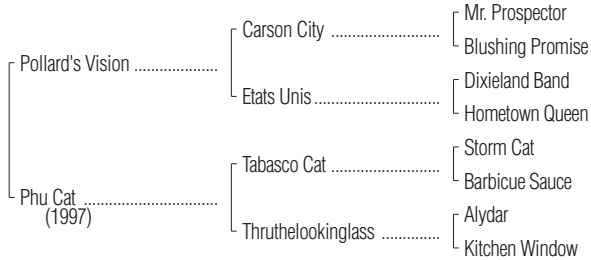 Mr. Prospector
Carson City ....................
Blushing Promise
Pollard's Vision ....................
Dixieland Band
Etats Unis ....................
Hometown Queen
Storm Cat
Tabasco Cat ....................
Barbicue Sauce
Phu Cat ....................
(1997)
Alydar
Thruthelookinglass ..............
Kitchen Window